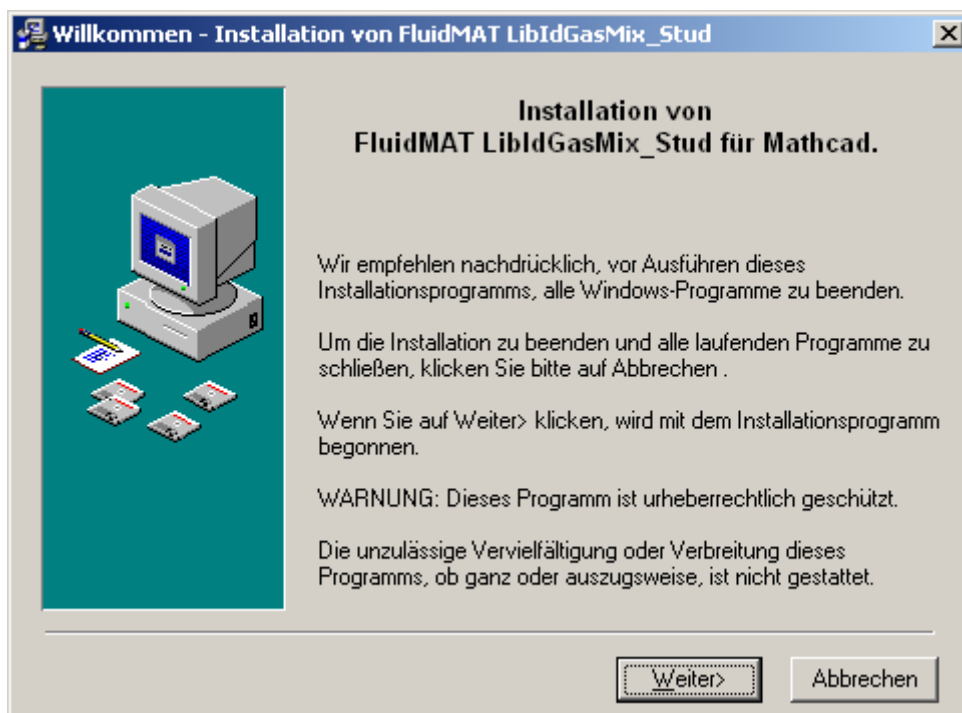 Willkommen - Installation von FluidMAT LibIdGasMix_Stud
Installation von
FluidMAT LibIdGasMix_Stud für Mathcad.
Wir empfehlen nachdrücklich, vor Ausführen dieses
Installationsprogramms, alle Windows-Programme zu beenden.
Um die Installation zu beenden und alle laufenden Programme zu
schließen, klicken Sie bitte auf Abbrechen .
Wenn Sie auf Weiter> klicken, wird mit dem Installationsprogramm
begonnen.
WARNUNG: Dieses Programm ist urheberrechtlich geschützt.
Die unzulässige Vervielfältigung oder Verbreitung dieses
Programms, ob ganz oder auszugsweise, ist nicht gestattet.
Weiter>
Abbrechen